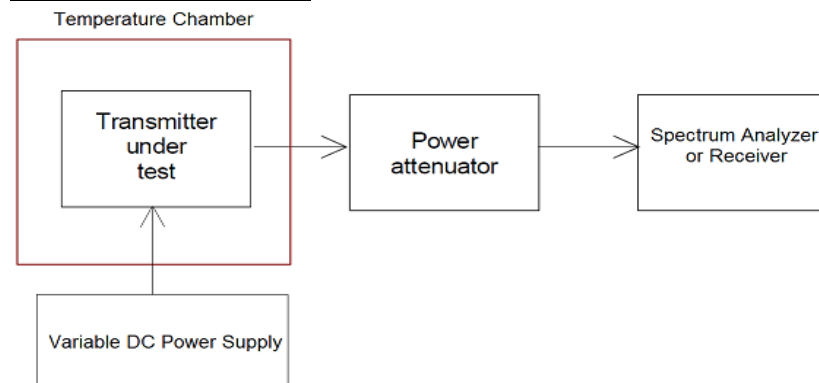 Temperature Chamber
Transmitter
under
test
Power
attenuator
Spectrum Analyzer
or Receiver
Variable DC Power Supply